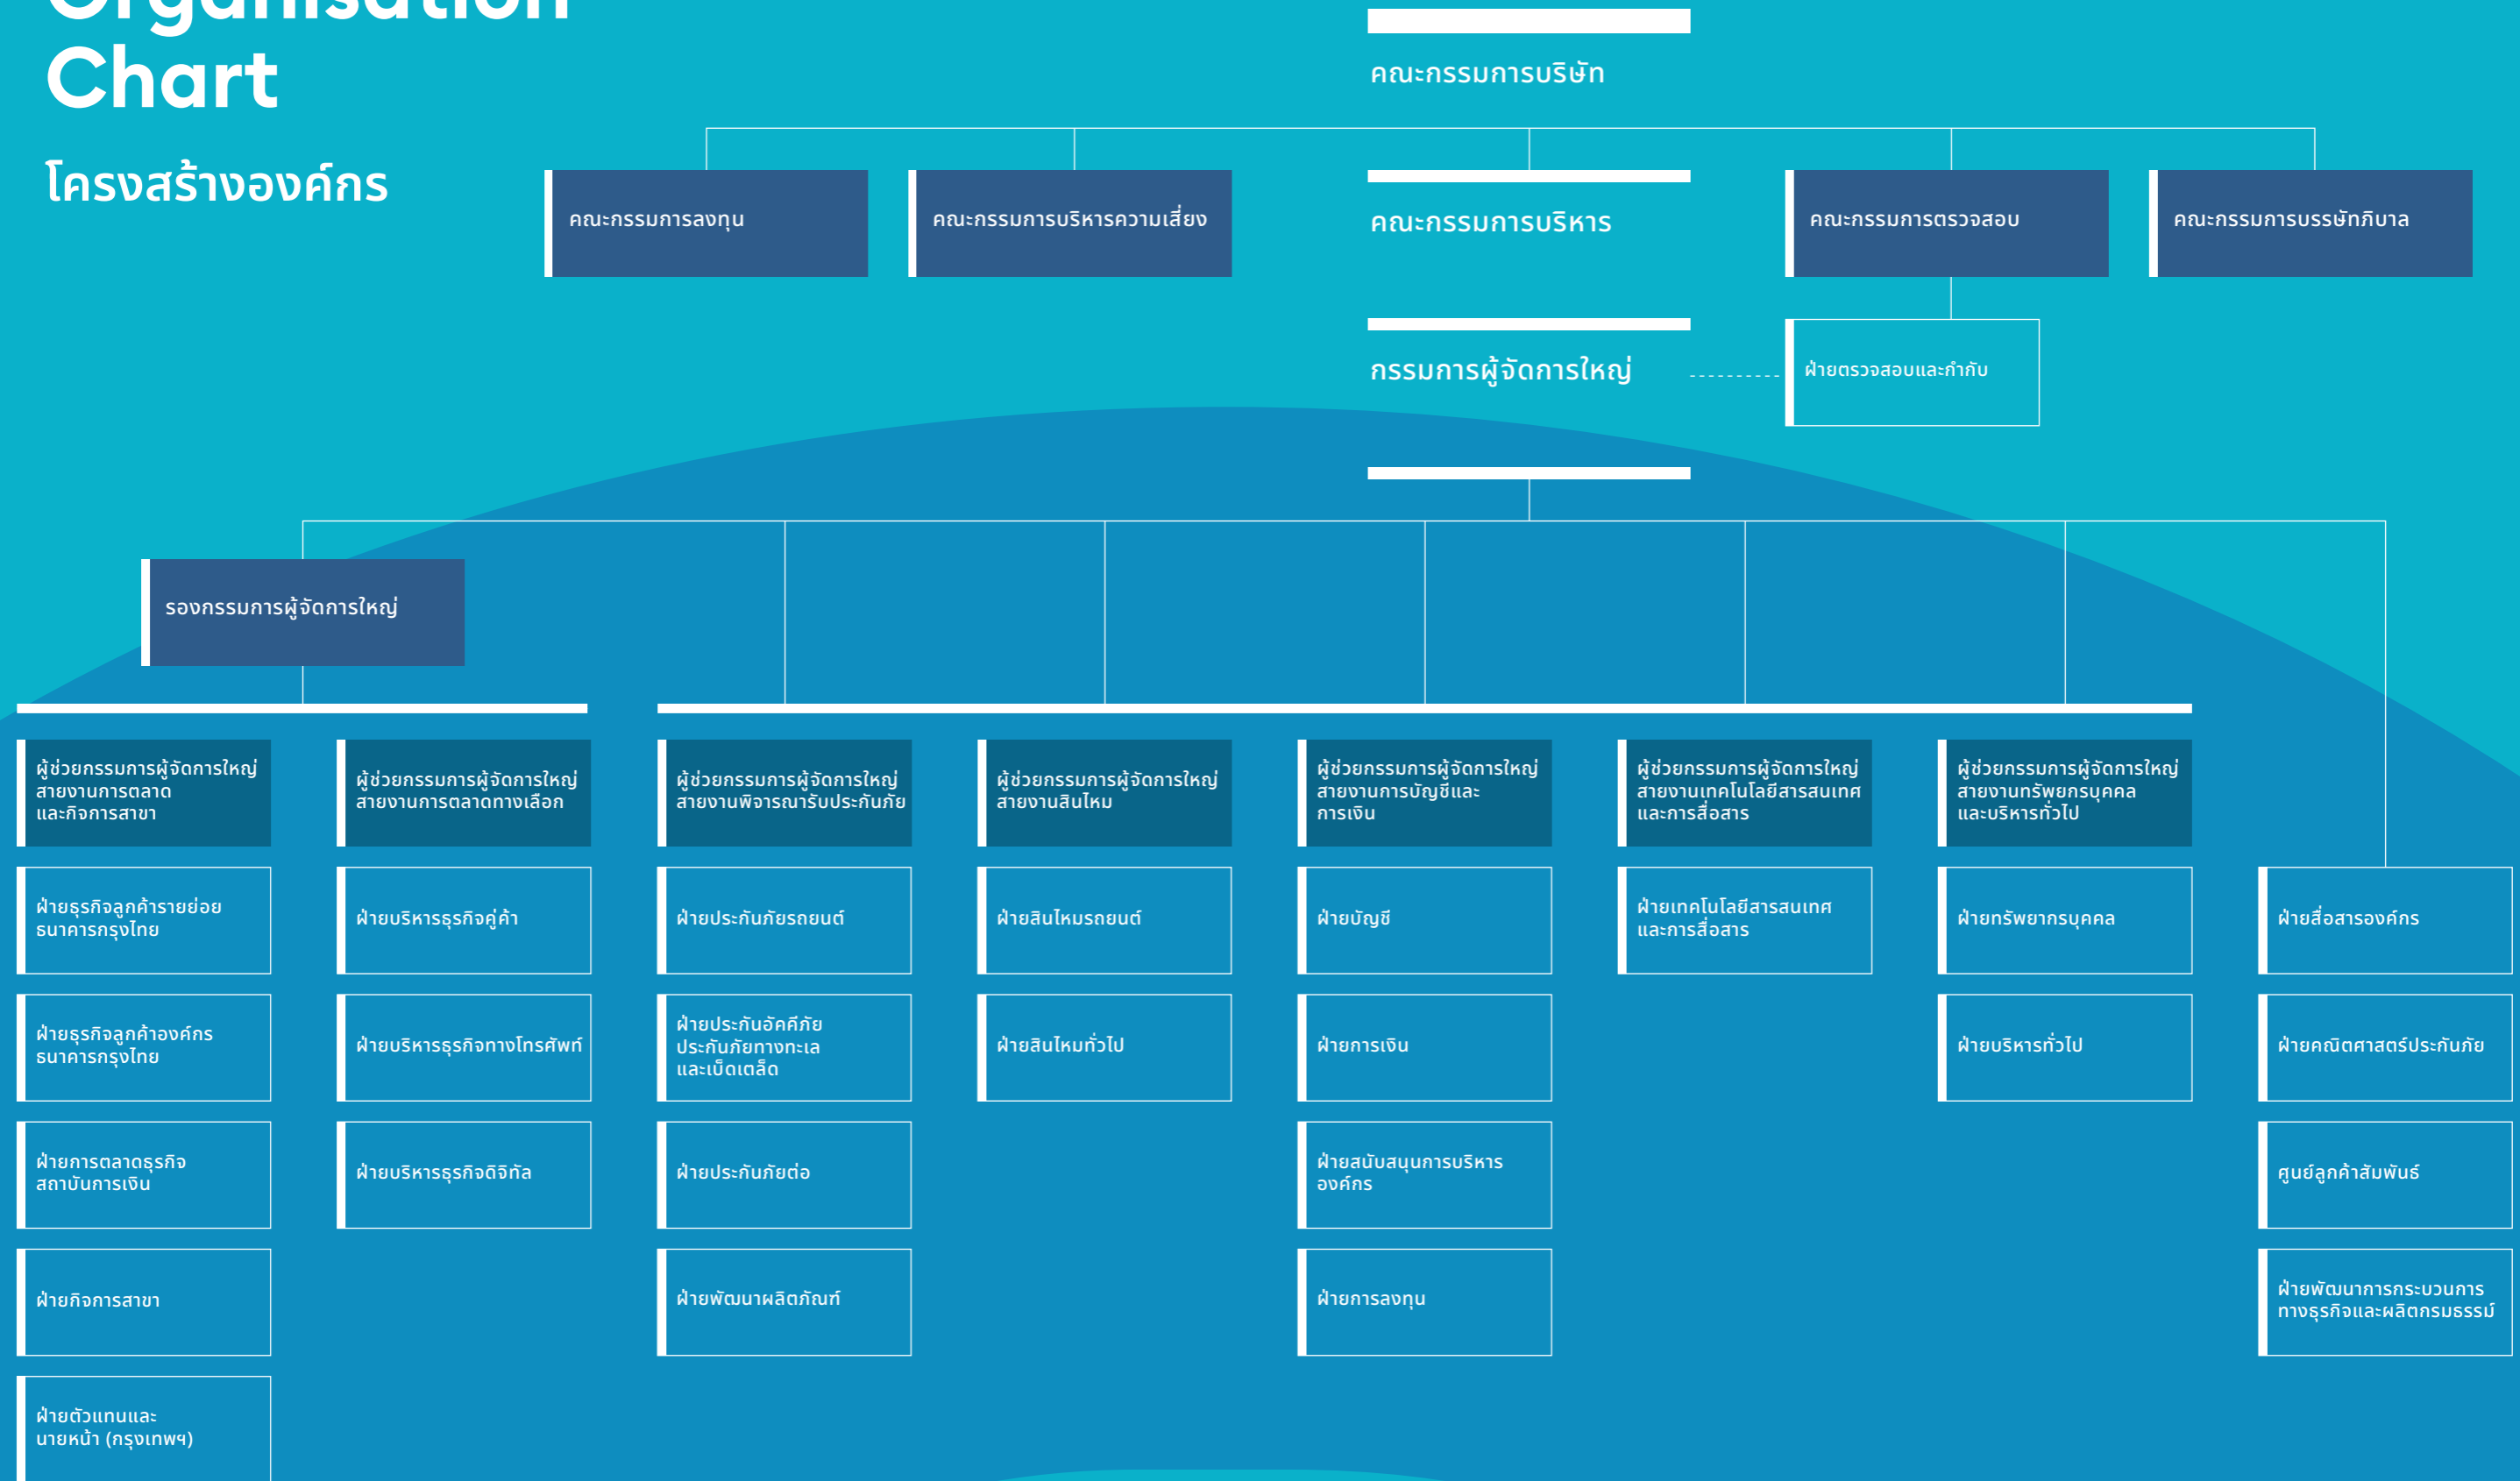 Organisation
Chart
โครงสร้างองค์กร
คณะกรรมการบริษัท
คณะกรรมการลงทุน
คณะกรรมการบริหารความเสี่ยง
คณะกรรมการบริหาร
คณะกรรมการตรวจสอบ
คณะกรรมการบรรษัทภิบาล
กรรมการผู้จัดการใหญ่
ฝ่ายตรวจสอบและกำกับ
รองกรรมการผู้จัดการใหญ่
ผู้ช่วยกรรมการผู้จัดการใหญ่
สายงานการตลาด
และกิจการสาขา
ผู้ช่วยกรรมการผู้จัดการใหญ่
สายงานการตลาดทางเลือก
ผู้ช่วยกรรมการผู้จัดการใหญ่
สายงานพิจารณารับประกันภัย
ผู้ช่วยกรรมการผู้จัดการใหญ่
สายงานสินไหม
ผู้ช่วยกรรมการผู้จัดการใหญ่
สายงานการบัญชีและ
การเงิน
ผู้ช่วยกรรมการผู้จัดการใหญ่
สายงานเทคโนโลยีสารสนเทศ
และการสื่อสาร
ผู้ช่วยกรรมการผู้จัดการใหญ่
สายงานทรัพยกรบุคคล
และบริหารทั่วไป
ฝ่ายธุรกิจลูกค้ารายย่อย
ธนาคารกรุงไทย
ฝ่ายบริหารธุรกิจคู่ค้า
ฝ่ายประกันภัยรถยนต์
ฝ่ายสินไหมรถยนต์
ฝ่ายบัญชี
ฝ่ายเทคโนโลยีสารสนเทศ
และการสื่อสาร
ฝ่ายทรัพยากรบุคคล
ฝ่ายสื่อสารองค์กร
ฝ่ายธุรกิจลูกค้าองค์กร
ธนาคารกรุงไทย
ฝ่ายบริหารธุรกิจทางโทรศัพท์
ฝ่ายประกันอัคคีภัย
ประกันภัยทางทะเล
และเบ็ดเตล็ด
ฝ่ายสินไหมทั่วไป
ฝ่ายการเงิน
ฝ่ายบริหารทั่วไป
ฝ่ายคณิตศาสตร์ประกันภัย
ฝ่ายการตลาดธุรกิจ
สถาบันการเงิน
ฝ่ายบริหารธุรกิจดิจิทัล
ฝ่ายประกันภัยต่อ
ฝ่ายสนับสนุนการบริหาร
องค์กร
ศูนย์ลูกค้าสัมพันธ์
ฝ่ายกิจการสาขา
ฝ่ายพัฒนาผลิตภัณฑ์
ฝ่ายการลงทุน
ฝ่ายพัฒนาการกระบวนการ
ทางธุรกิจและผลิตกรมธรรม์
ฝ่ายตัวแทนและ
นายหน้า (กรุงเทพฯ)